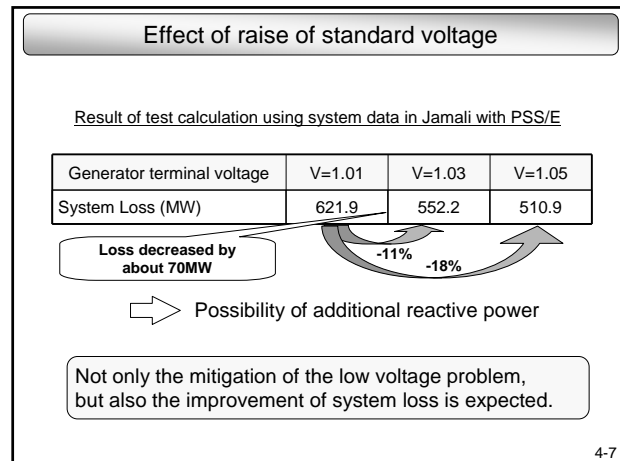 Effect of raise of standard voltage
Result of test calculation using system data in Jamali with PSS/E
Generator terminal voltage V=1.01 V=1.03 V=1.05
System Loss (MW) 621.9 552.2 510.9
Loss decreased by
about 70MW
-11%
-18%
Possibility of additional reactive power
Not only the mitigation of the low voltage problem,
but also the improvement of system loss is expected.
4-7